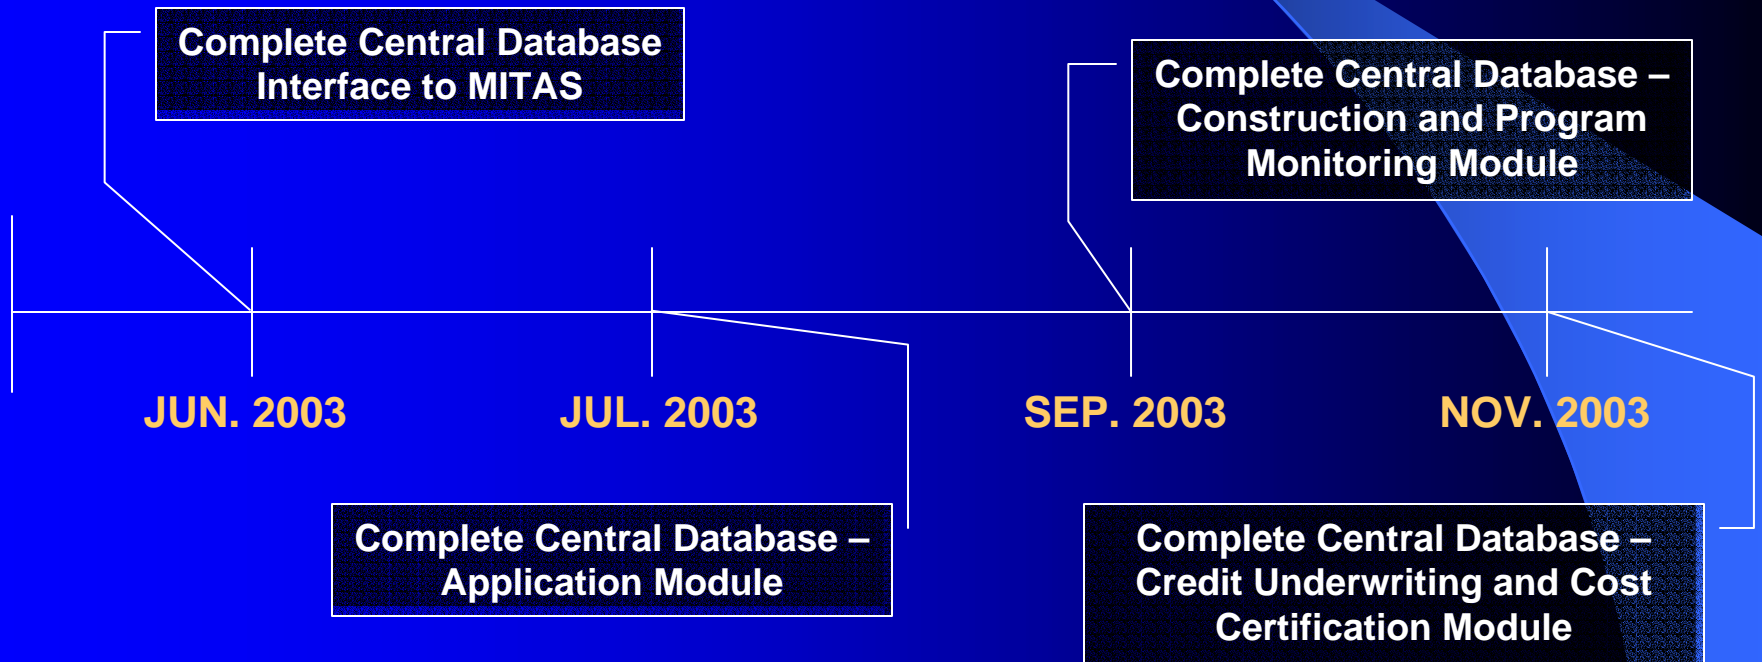 Complete Central Database
Interface to MITAS
Complete Central Database –
Construction and Program
Monitoring Module
JUN. 2003
JUL. 2003
SEP. 2003
NOV. 2003
Complete Central Database –
Application Module
Complete Central Database –
Credit Underwriting and Cost
Certification Module